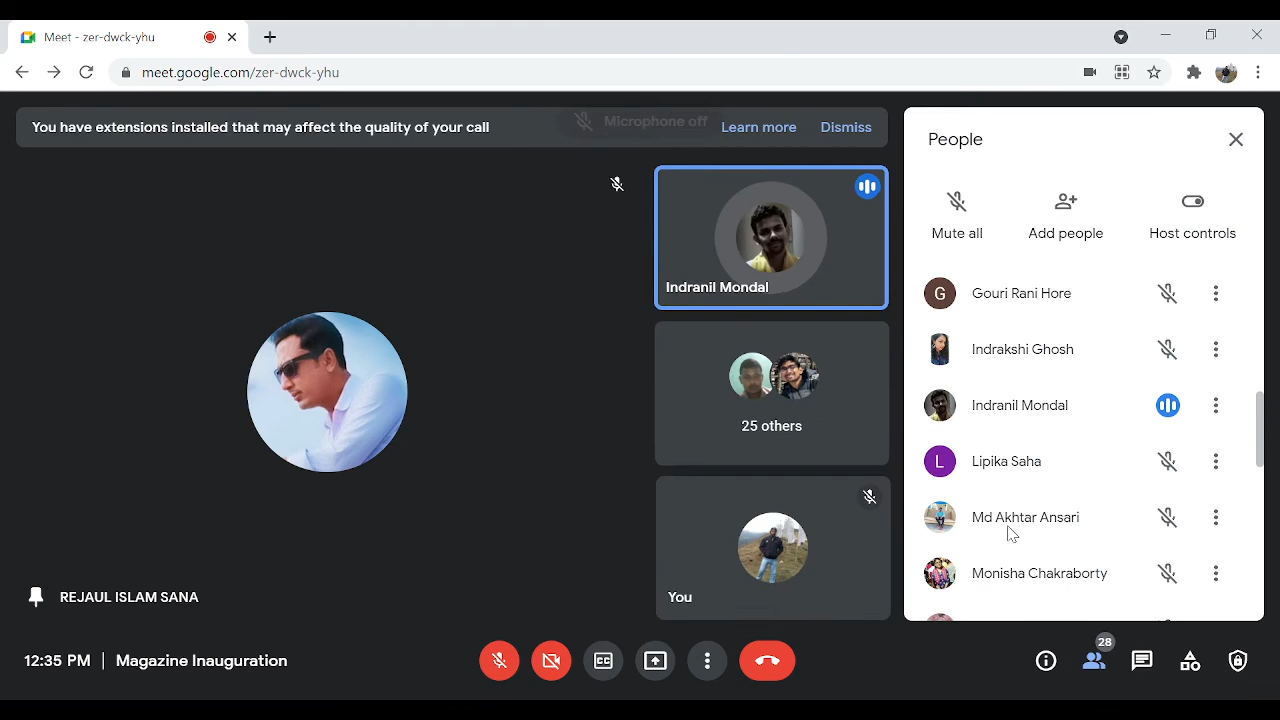 Meet - zer-dwck-yhu
meet.google.com/zer-dwck-yhu
You have extensions installed that may affect the quality of your call
Microphone off
Learn more
Dismiss
Indranil Mondal
25 others
You
REJAUL ISLAM SANA
People
Mute all
Add people
Host controls
G
Gouri Rani Hore
Indrakshi Ghosh
Indranil Mondal
L
Lipika Saha
Md Akhtar Ansari
Monisha Chakraborty
12:35 PM | Magazine Inauguration
CC
28